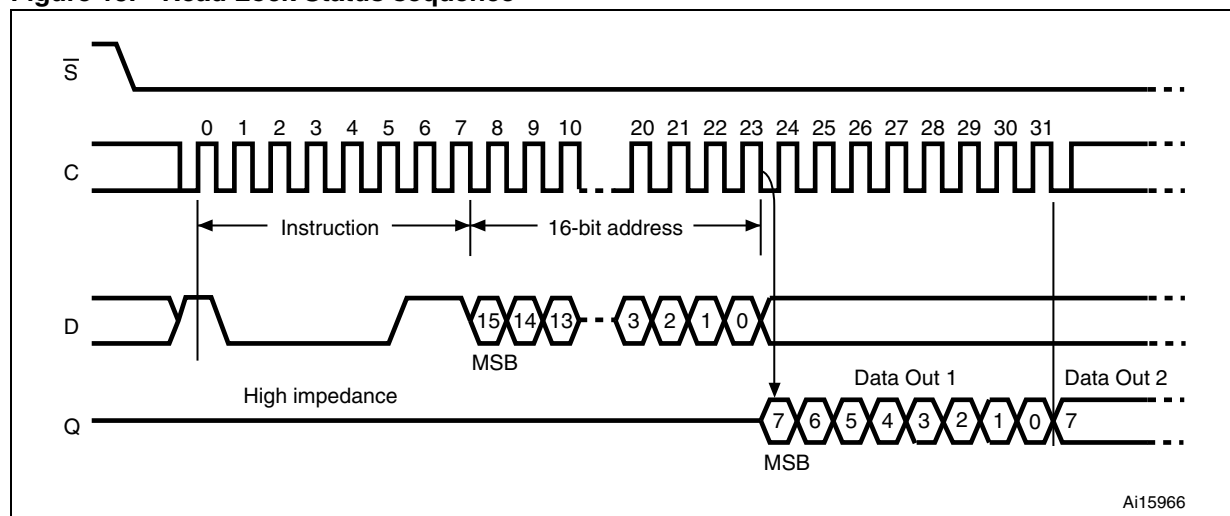 Figure 18. Read Lock Status sequence
S
0 1 2 3 4 5 6 7 8 9 10 20 21 22 23 24 25 26 27 28 29 30 31
C
Instruction 16-bit address
D 15 14 13 3 2 1 0
MSB
High impedance Data Out 1 Data Out 2
Q 7 6 5 4 3 2 1 0 7
MSB
Ai15966